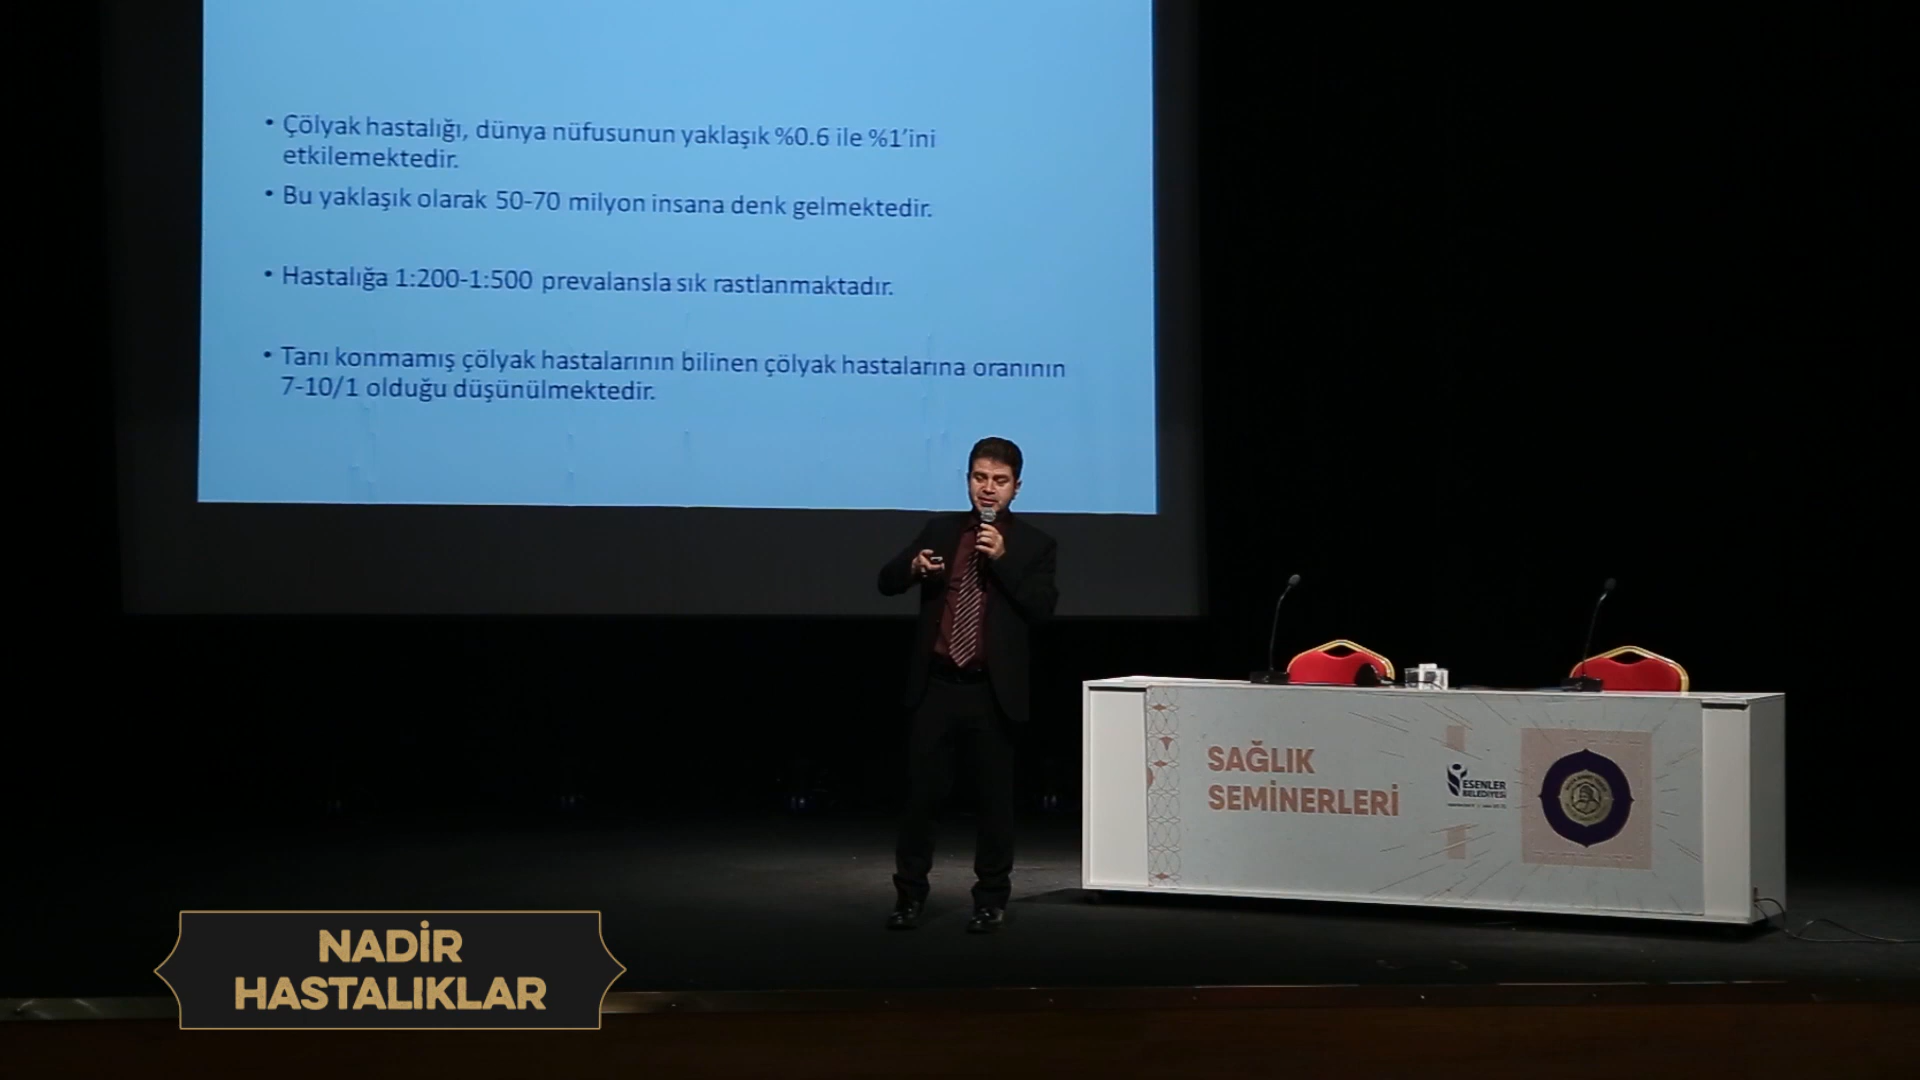 • Çölyak hastalığı, dünya nüfusunun yaklaşık %0.6 ile %1'ini
etkilemektedir.
• Bu yaklaşık olarak 50-70 milyon insana denk gelmektedir.
• Hastalığa 1:200-1:500 prevalansla sık rastlanmaktadır.
• Tanı konmamış çölyak hastalarının bilinen çölyak hastalarına oranının
7-10/1 olduğu düşünülmektedir.
SAĞLIK
SEMİNERLERİ
ESENLER
BELEDİYESİ
NADİR
HASTALIKLAR